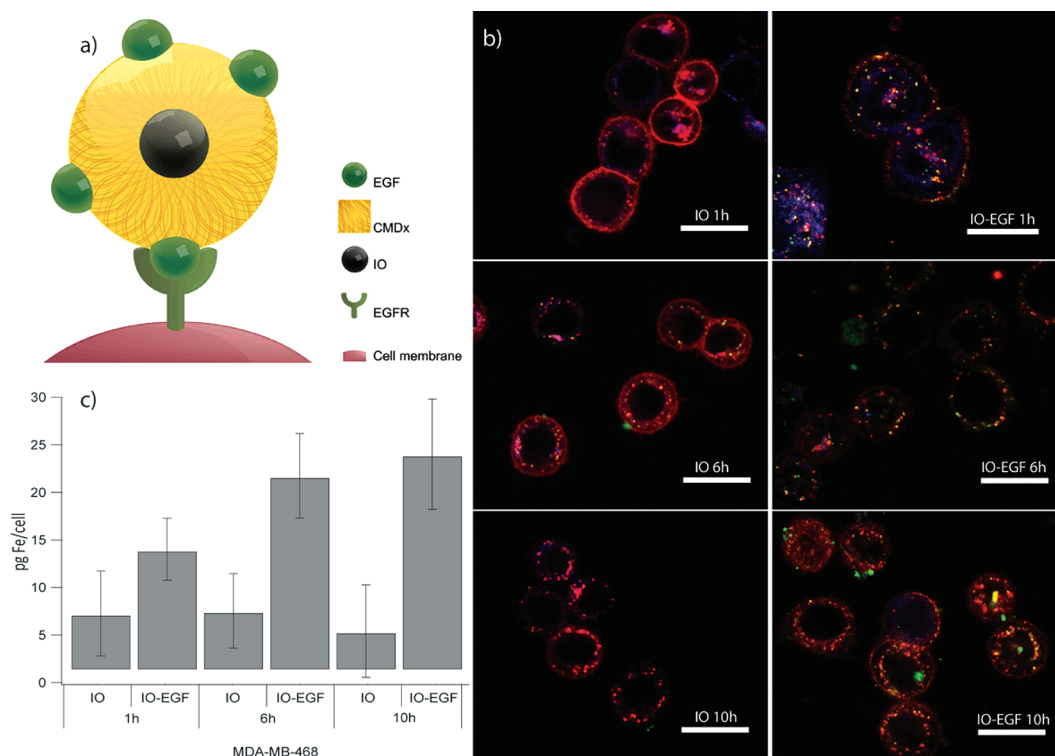 a)
EGF
CMDx
IO
EGFR
Cell membrane
b)
IO 1h
IO-EGF 1h
IO 6h
IO-EGF 6h
IO 10h
IO-EGF 10h
c)
pg Fe/cell
30
25
20
15
10
5
0
IO IO-EGF IO IO-EGF IO IO-EGF
1h 6h 10h
MDA-MB-468